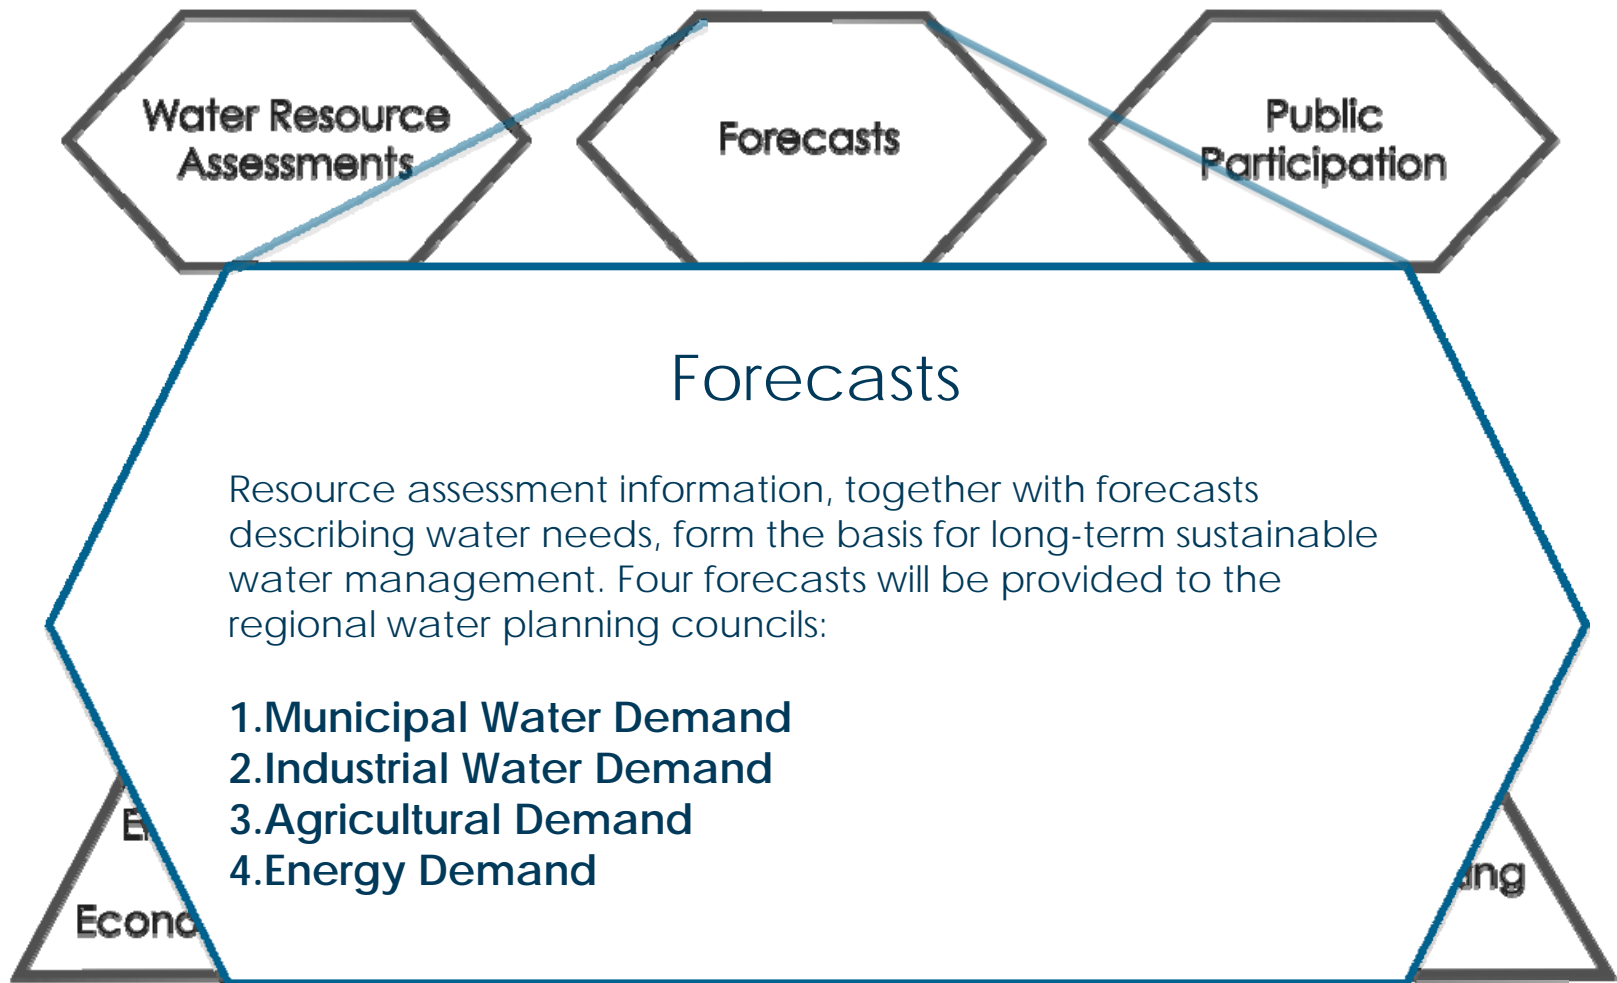 Water Resource
Assessments
Forecasts
Public
Participation
Forecasts
Resource assessment information, together with forecasts
describing water needs, form the basis for long-term sustainable
water management. Four forecasts will be provided to the
regional water planning councils:
1.Municipal Water Demand
2.Industrial Water Demand
3.Agricultural Demand
4.Energy Demand